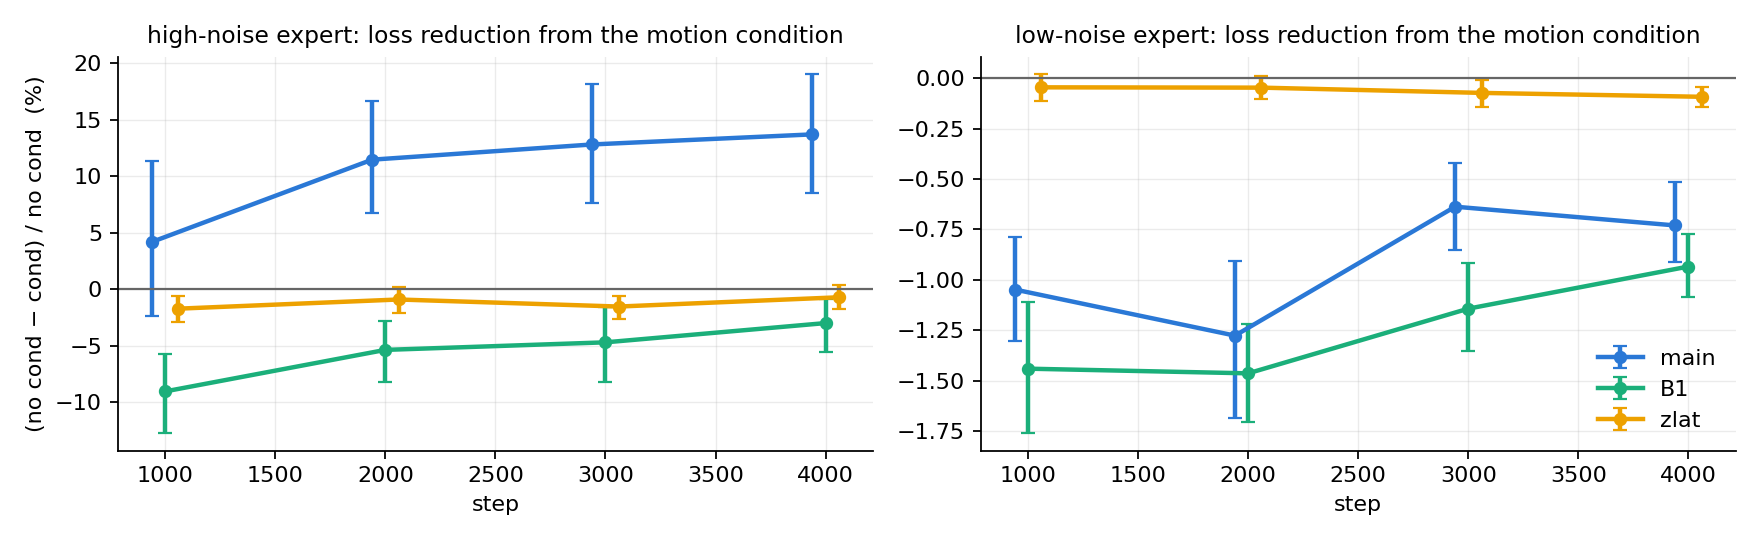 high-noise expert: loss reduction from the motion condition
(no cond − cond) / no cond (%)
20
15
10
5
0
−5
−10
1000 1500 2000 2500 3000 3500 4000
step
low-noise expert: loss reduction from the motion condition
0.00
−0.25
−0.50
−0.75
−1.00
−1.25
−1.50
−1.75
main
B1
zlat
1000 1500 2000 2500 3000 3500 4000
step